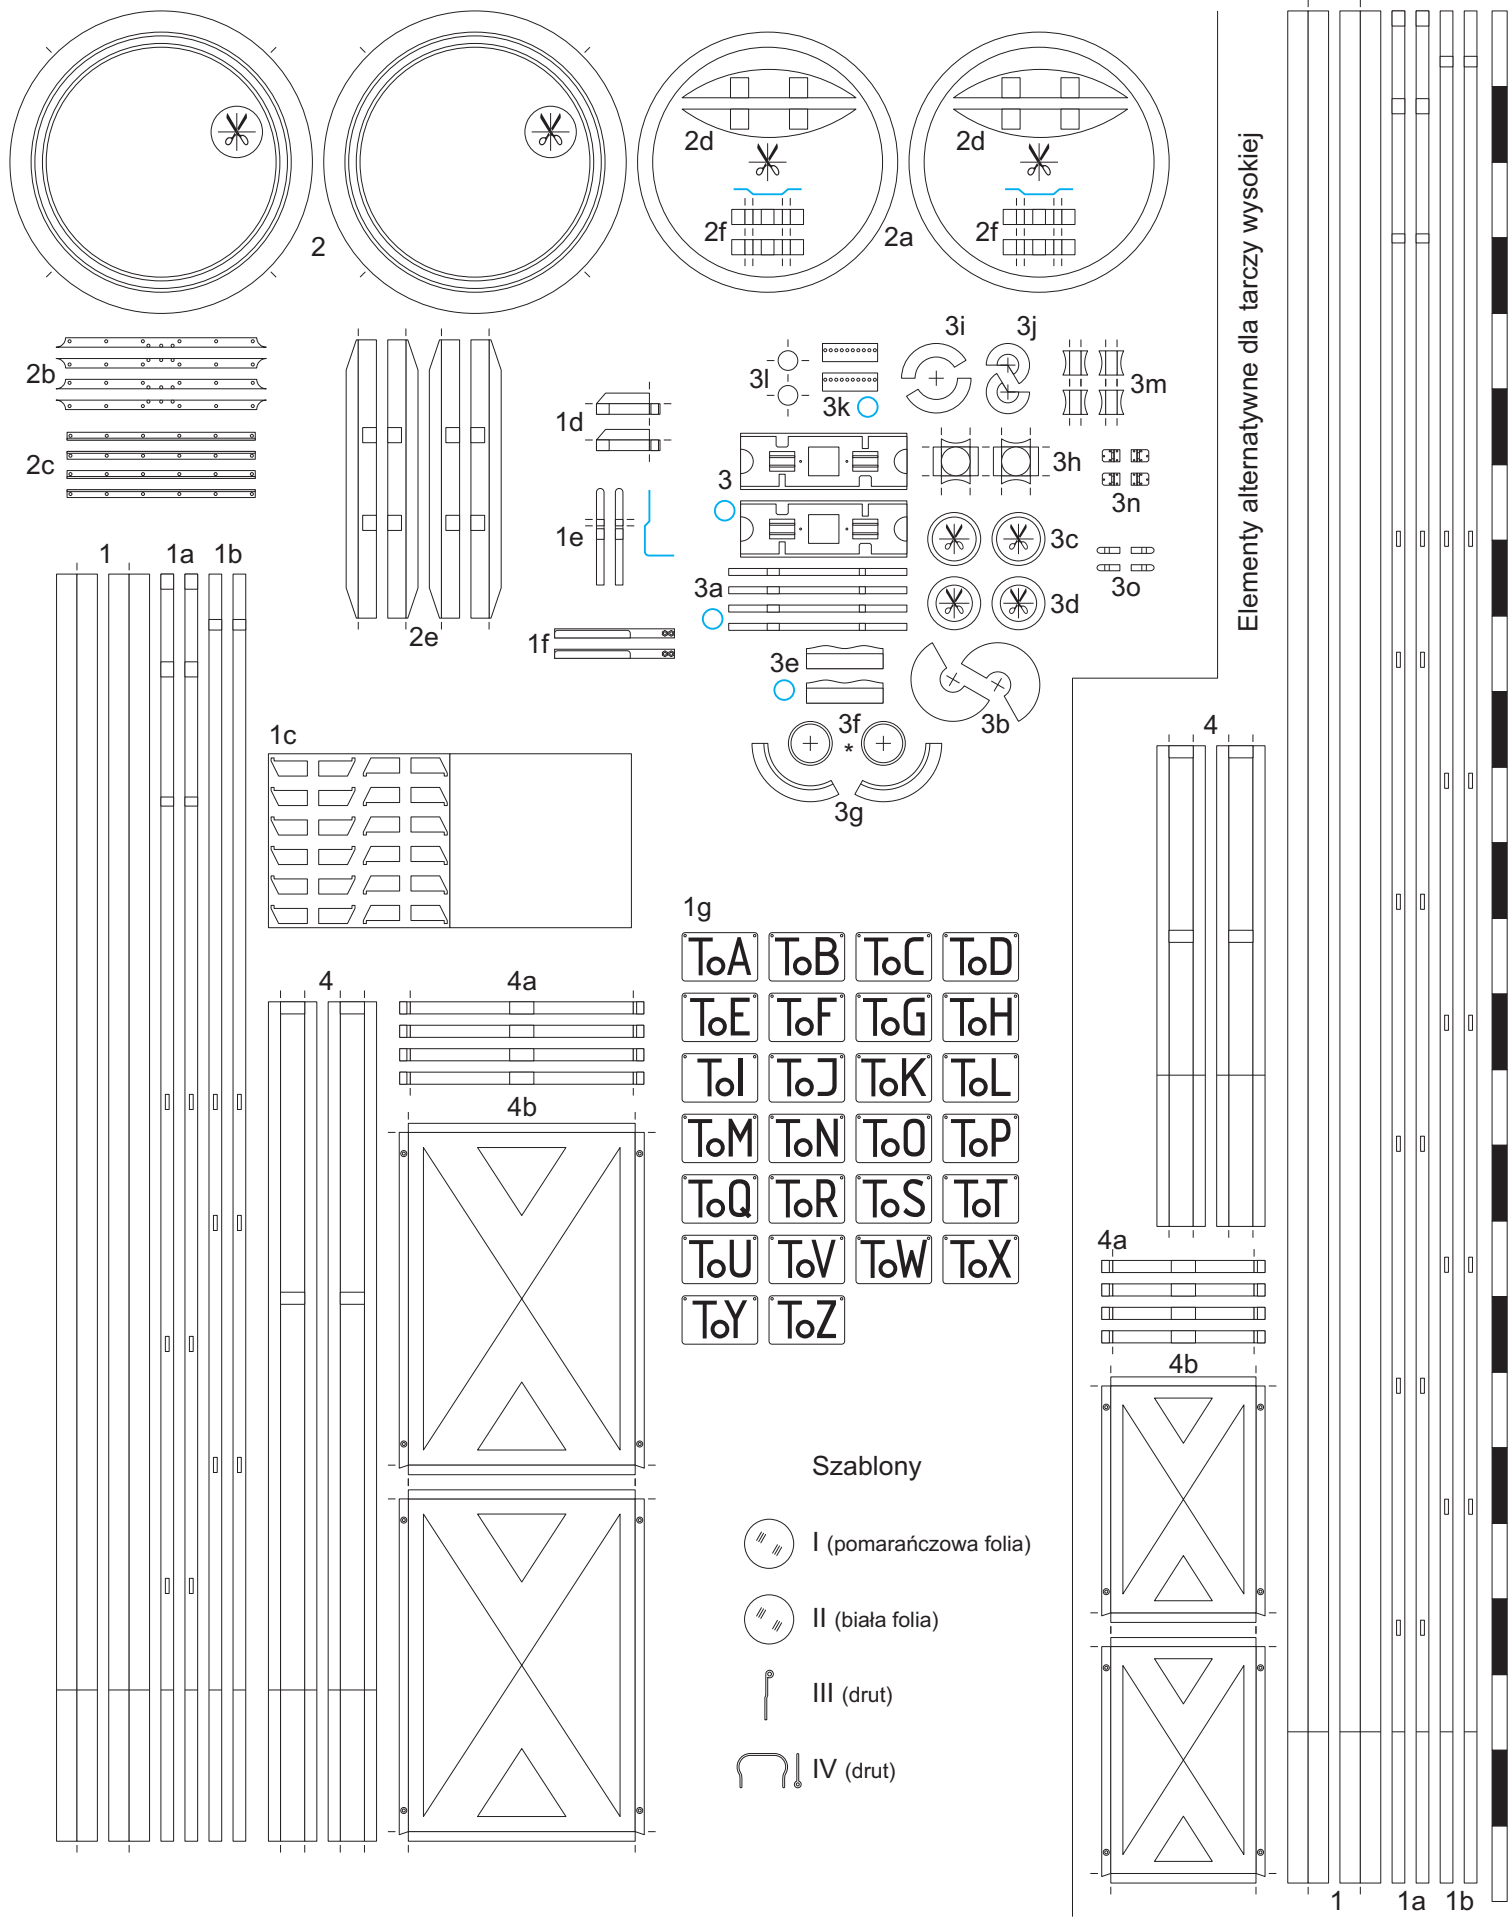 2
2d
2d
2f
2a
2f
Elementy alternatywne dla tarczy wysokiej
2b
2c
2e
1d
1e
1f
3l
3k
3i
3j
3m
3
3h
3n
3a
3c
3o
3d
3e
3b
3f
*
3g
1
1a
1b
1c
4
4a
4b
1g
ToA ToB ToC ToD
ToE ToF ToG ToH
ToI ToJ ToK ToL
ToM ToN ToO ToP
ToQ ToR ToS ToT
ToU ToV ToW ToX
ToY ToZ
Szablony
I (pomarańczowa folia)
II (biała folia)
III (drut)
IV (drut)
4
4a
4b
1
1a
1b